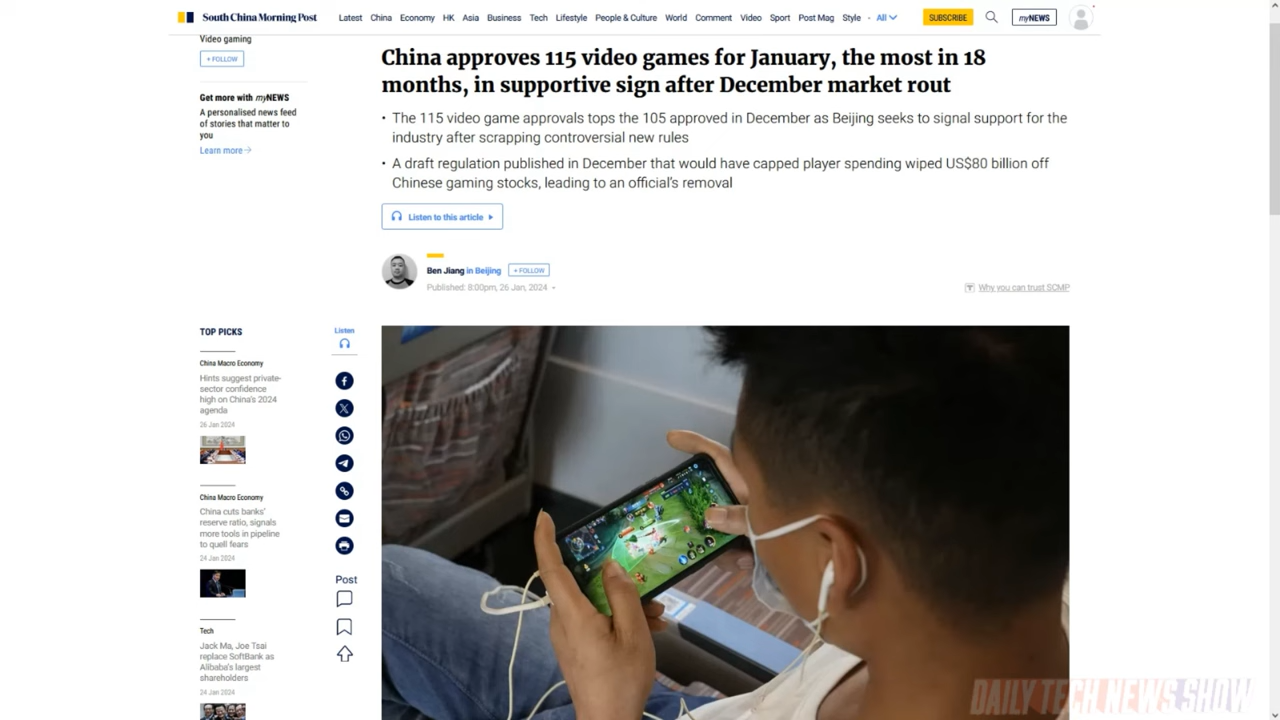 South China Morning Post
Latest China Economy HK Asia Business Tech Lifestyle People & Culture World Comment Video Sport Post Mag Style All
SUBSCRIBE
myNEWS
Video gaming
+ FOLLOW
Get more with myNEWS
A personalised news feed
of stories that matter to
you
Learn more
China approves 115 video games for January, the most in 18
months, in supportive sign after December market rout
• The 115 video game approvals tops the 105 approved in December as Beijing seeks to signal support for the
industry after scrapping controversial new rules
• A draft regulation published in December that would have capped player spending wiped US$80 billion off
Chinese gaming stocks, leading to an official's removal
Listen to this article
Ben Jiang in Beijing
+ FOLLOW
Published: 8:00pm, 26 Jan, 2024
Why you can trust SCMP
TOP PICKS
China Macro Economy
Hints suggest private-
sector confidence
high on China's 2024
agenda
26 Jan 2024
China Macro Economy
China cuts banks'
reserve ratio, signals
more tools in pipeline
to quell fears
24 Jan 2024
Tech
Jack Ma, Joe Tsai
replace SoftBank as
Alibaba's largest
shareholders
24 Jan 2024
Listen
Post
DAILY TECH NEWS SHOW